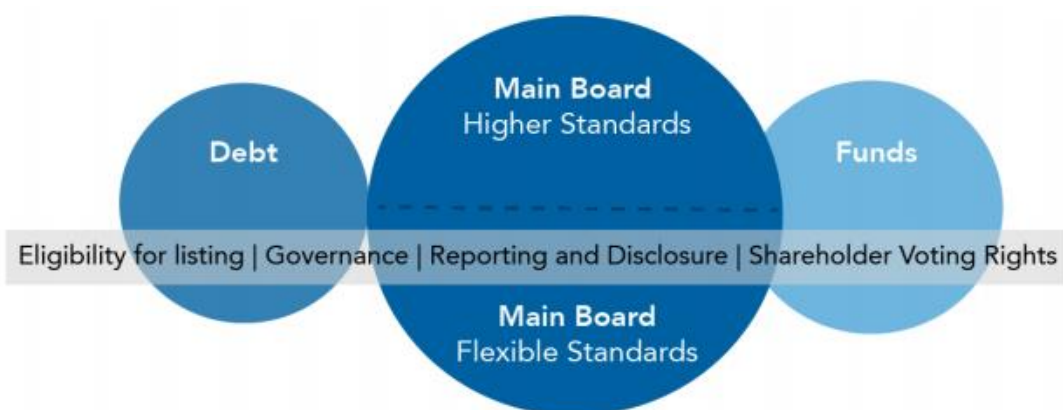 Main Board
Higher Standards
Debt
Funds
Eligibility for listing | Governance | Reporting and Disclosure | Shareholder Voting Rights
Main Board
Flexible Standards